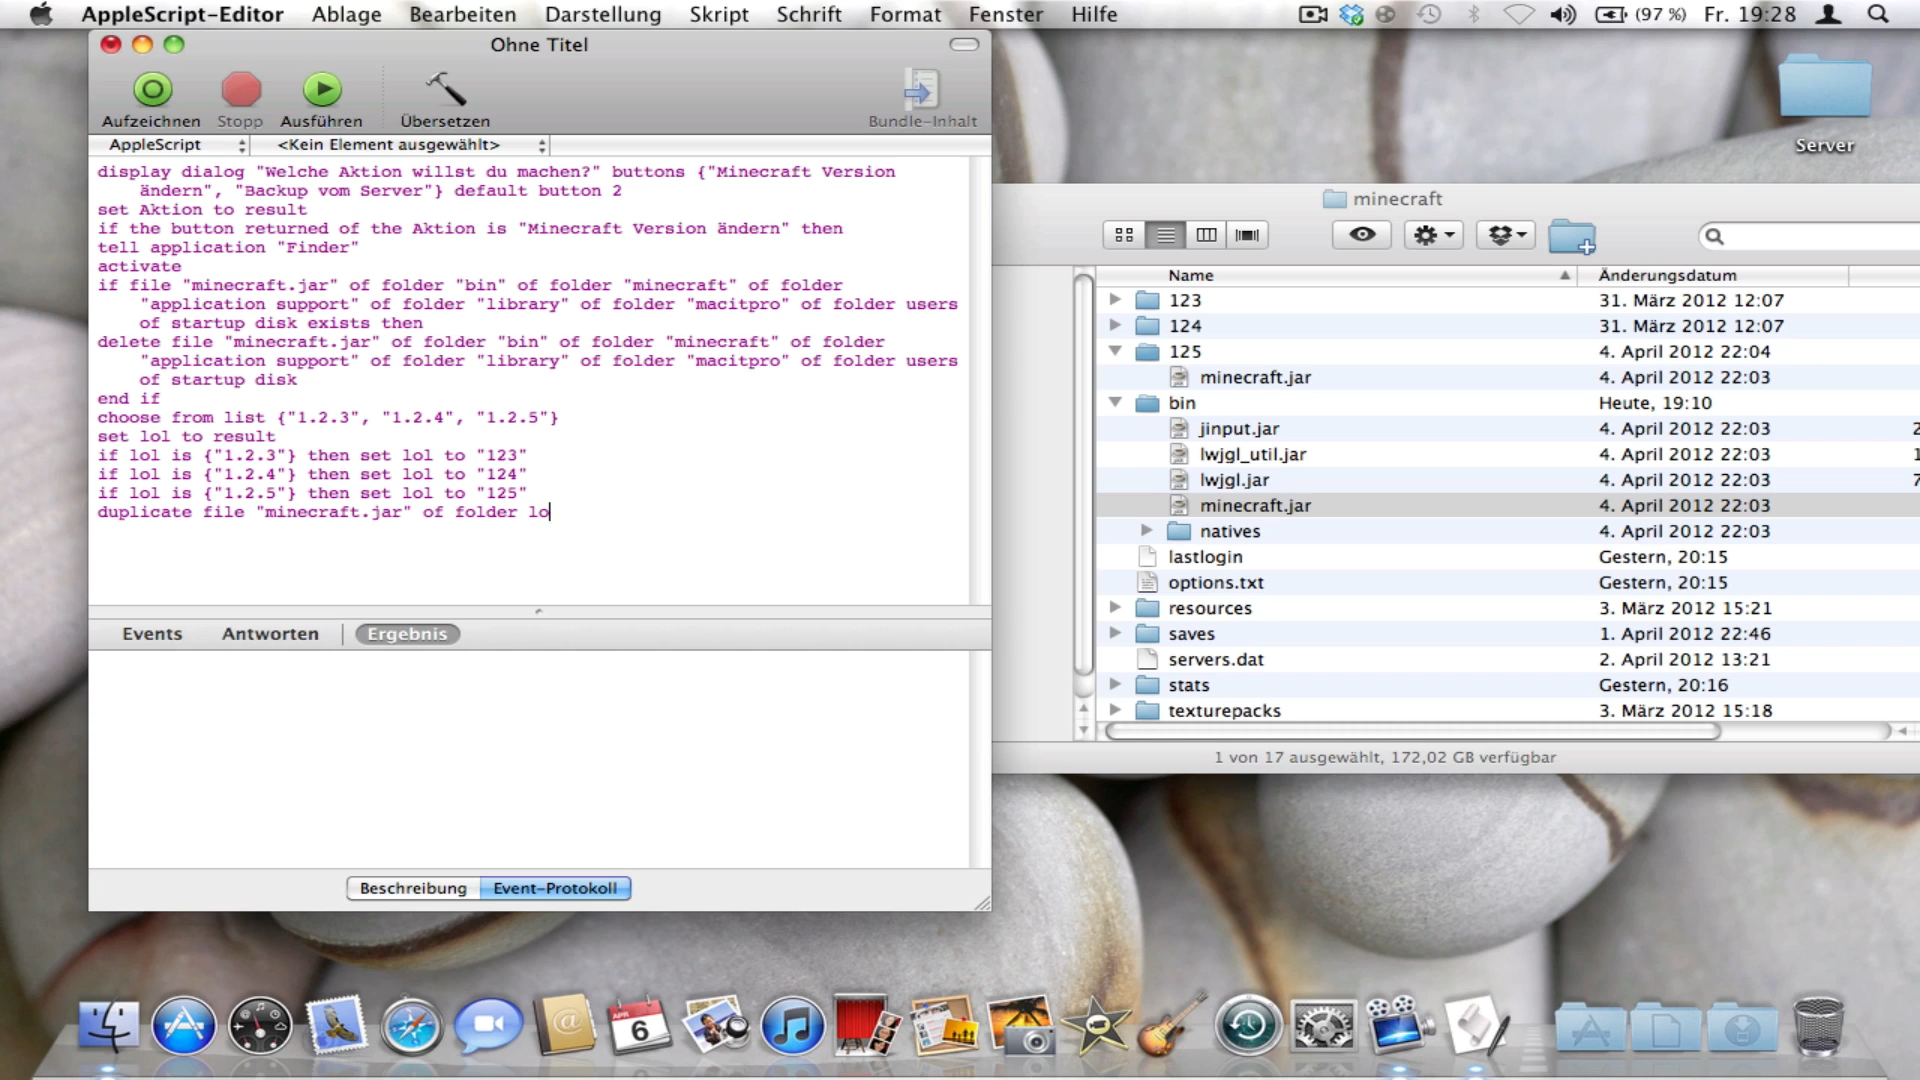 AppleScript-Editor Ablage Bearbeiten Darstellung Skript Schrift Format Fenster Hilfe (97 %) Fr. 19:28
Ohne Titel
Aufzeichnen Stopp Ausführen Übersetzen Bundle-Inhalt
AppleScript <Kein Element ausgewählt>
display dialog "Welche Aktion willst du machen?" buttons {"Minecraft Version
ändern", "Backup vom Server"} default button 2
set Aktion to result
if the button returned of the Aktion is "Minecraft Version ändern" then
tell application "Finder"
activate
if file "minecraft.jar" of folder "bin" of folder "minecraft" of folder
"application support" of folder "library" of folder "macitpro" of folder users
of startup disk exists then
delete file "minecraft.jar" of folder "bin" of folder "minecraft" of folder
"application support" of folder "library" of folder "macitpro" of folder users
of startup disk
end if
choose from list {"1.2.3", "1.2.4", "1.2.5"}
set lol to result
if lol is {"1.2.3"} then set lol to "123"
if lol is {"1.2.4"} then set lol to "124"
if lol is {"1.2.5"} then set lol to "125"
duplicate file "minecraft.jar" of folder lo
Events Antworten Ergebnis
Beschreibung Event-Protokoll
Server
minecraft
Name Änderungsdatum
123 31. März 2012 12:07
124 31. März 2012 12:07
125 4. April 2012 22:04
minecraft.jar 4. April 2012 22:03
bin Heute, 19:10
jinput.jar 4. April 2012 22:03 2
lwjgl_util.jar 4. April 2012 22:03 1
lwjgl.jar 4. April 2012 22:03 7
minecraft.jar 4. April 2012 22:03
natives 4. April 2012 22:03
lastlogin Gestern, 20:15
options.txt Gestern, 20:15
resources 3. März 2012 15:21
saves 1. April 2012 22:46
servers.dat 2. April 2012 13:21
stats Gestern, 20:16
texturepacks 3. März 2012 15:18
1 von 17 ausgewählt, 172,02 GB verfügbar
APR
6